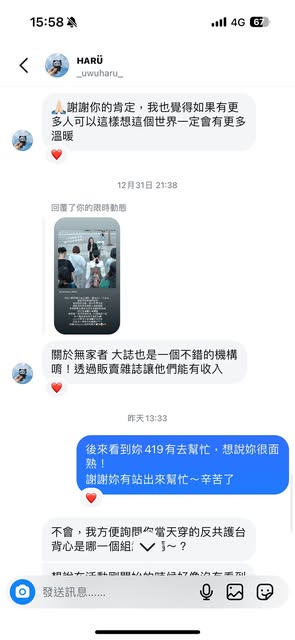 15:58
4G
67
HARÜ
_uwuharu_
🙏🏻謝謝你的肯定，我也覺得如果有更
多人可以這樣想這個世界一定會有更多
溫暖
12月31日 21:38
回覆了你的限時動態
關於無家者 大誌也是一個不錯的機構
唷！透過販賣雜誌讓他們能有收入
昨天13:33
後來看到妳 419 有去幫忙，想說妳很面
熟！
謝謝妳有站出來幫忙～辛苦了
不會，我方便詢問你當天穿的反共護台
背心是哪一個組
～？
發送訊息……